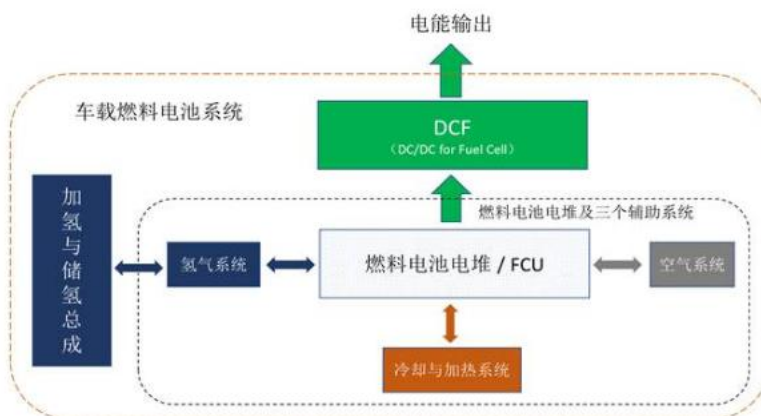 电能输出
车载燃料电池系统
DCF
（DC/DC for Fuel Cell）
加氢与储氢总成
燃料电池电堆及三个辅助系统
氢气系统
燃料电池电堆 / FCU
空气系统
冷却与加热系统